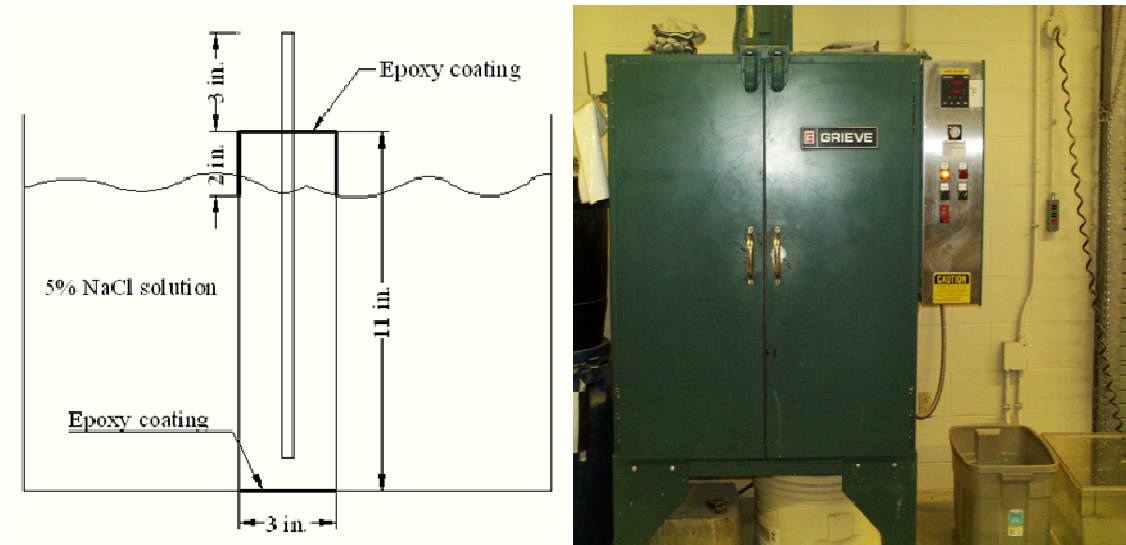 3 in.
Epoxy coating
2 in.
5% NaCl solution
11 in.
Epoxy coating
3 in.
GRIEVE
CAUTION